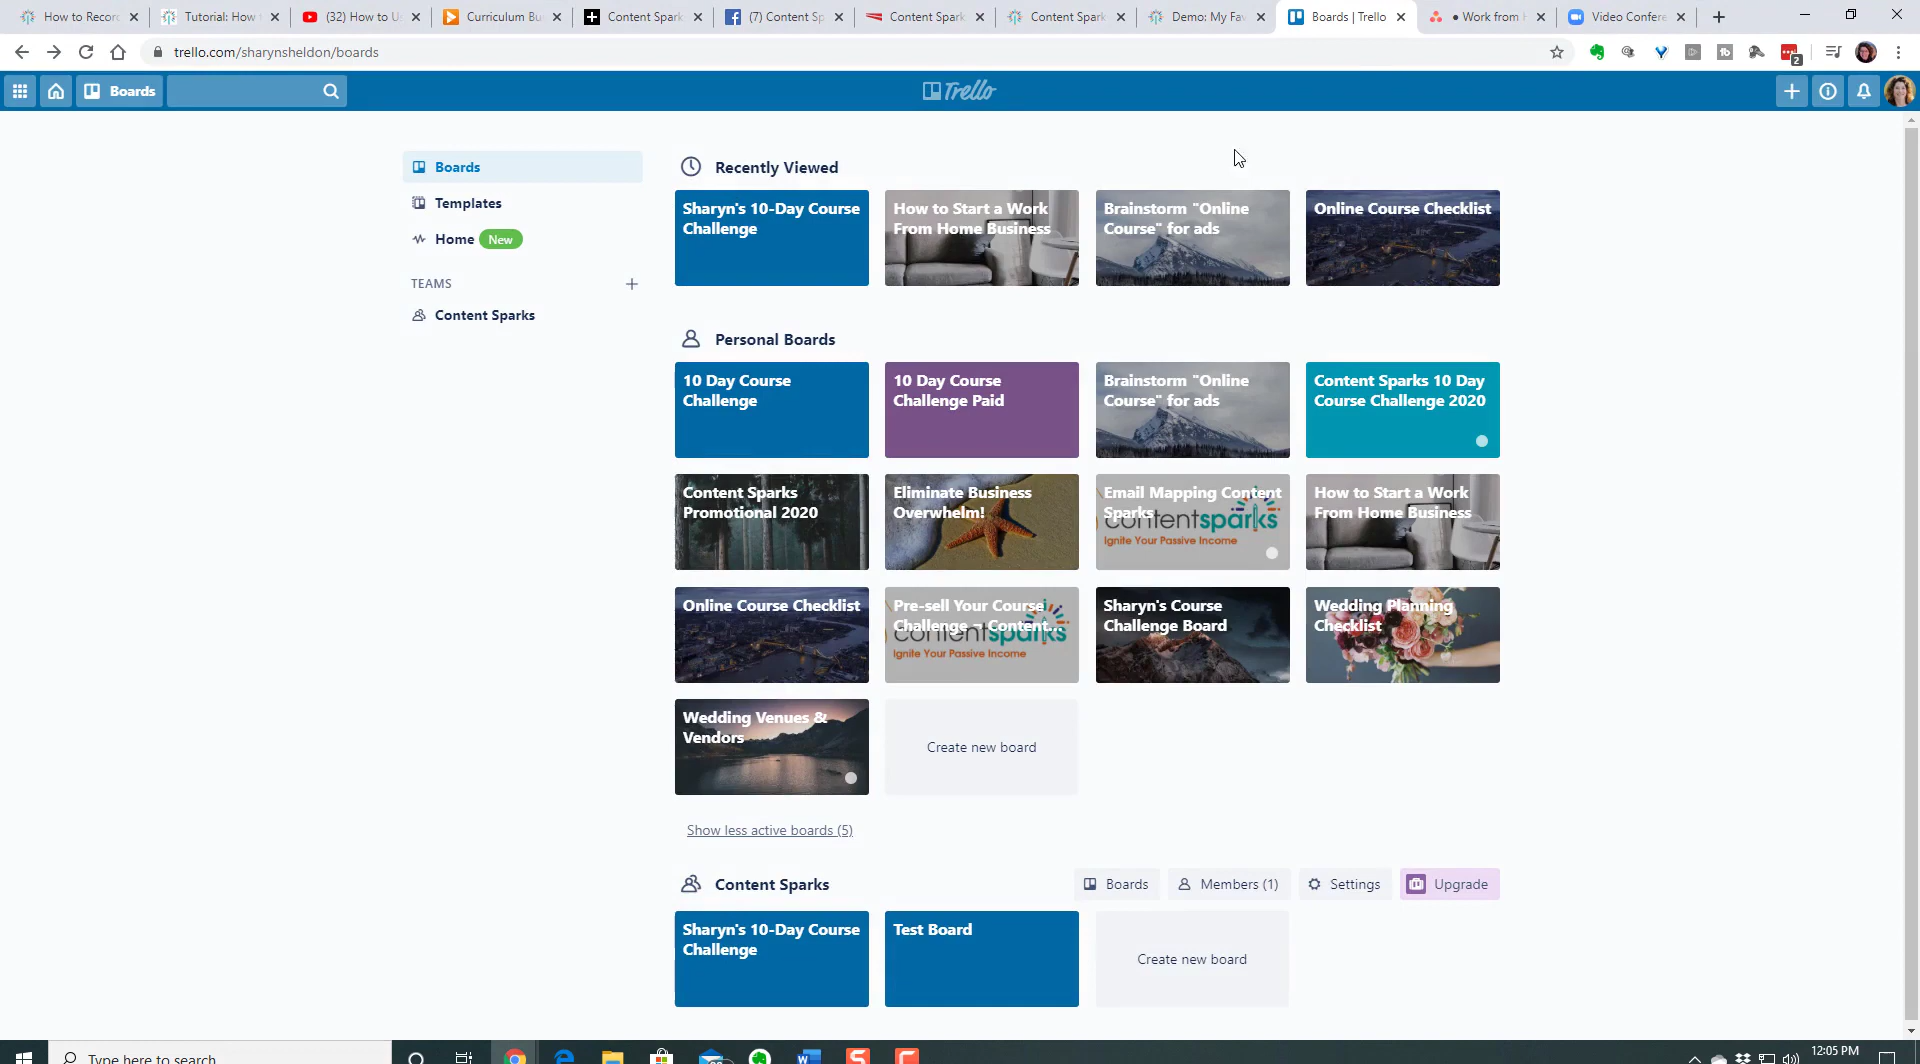 How to Recor
Tutorial: How
(32) How to U
Curriculum Bu
Content Spark
(7) Content Sp
Content Spark
Content Spark
Demo: My Fav
Boards | Trello
Work from H
Video Confere
trello.com/sharynsheldon/boards
2
Boards
Trello
Boards
Templates
Home New
TEAMS
Content Sparks
Recently Viewed
Sharyn's 10-Day Course
Challenge
How to Start a Work
From Home Business
Brainstorm "Online
Course" for ads
Online Course Checklist
Personal Boards
10 Day Course
Challenge
10 Day Course
Challenge Paid
Brainstorm "Online
Course" for ads
Content Sparks 10 Day
Course Challenge 2020
Content Sparks
Promotional 2020
Eliminate Business
Overwhelm!
Email Mapping Content
Sparks
contentsparks
Ignite Your Passive Income
How to Start a Work
From Home Business
Online Course Checklist
Pre-sell Your Course
Challenge ~ Content...
contentsparks
Ignite Your Passive Income
Sharyn's Course
Challenge Board
Wedding Planning
Checklist
Wedding Venues &
Vendors
Create new board
Show less active boards (5)
Content Sparks
Boards
Members (1)
Settings
Upgrade
Sharyn's 10-Day Course
Challenge
Test Board
Create new board
Type here to search
12:05 PM